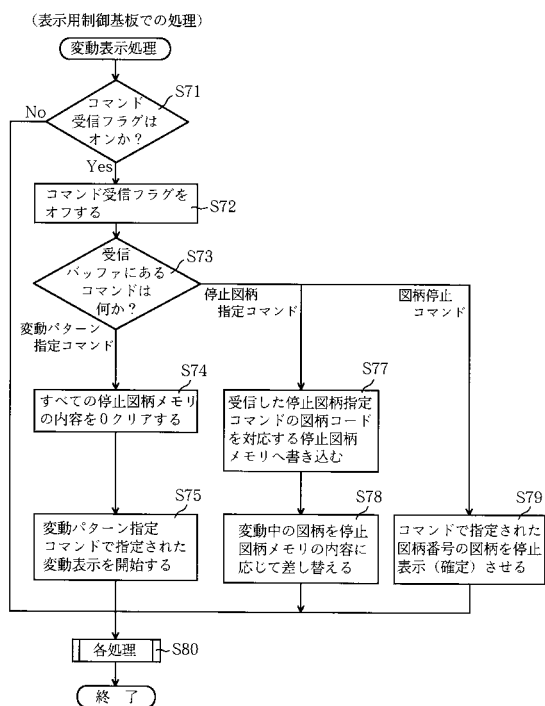 (表示用制御基板での処理)
変動表示処理
S71
コマンド
受信フラグは
オンか?
No
Yes
コマンド受信フラグを
オフする
S72
S73
受信
バッファにある
コマンドは
何か?
変動パターン
指定コマンド
停止図柄
指定コマンド
図柄停止
コマンド
S74
すべての停止図柄メモリ
の内容を0クリアする
S77
受信した停止図柄指定
コマンドの図柄コード
を対応する停止図柄
メモリへ書き込む
S75
変動パターン指定
コマンドで指定された
変動表示を開始する
S78
変動中の図柄を停止
図柄メモリの内容に
応じて差し替える
S79
コマンドで指定された
図柄番号の図柄を停止
表示(確定)させる
各処理
S80
終了